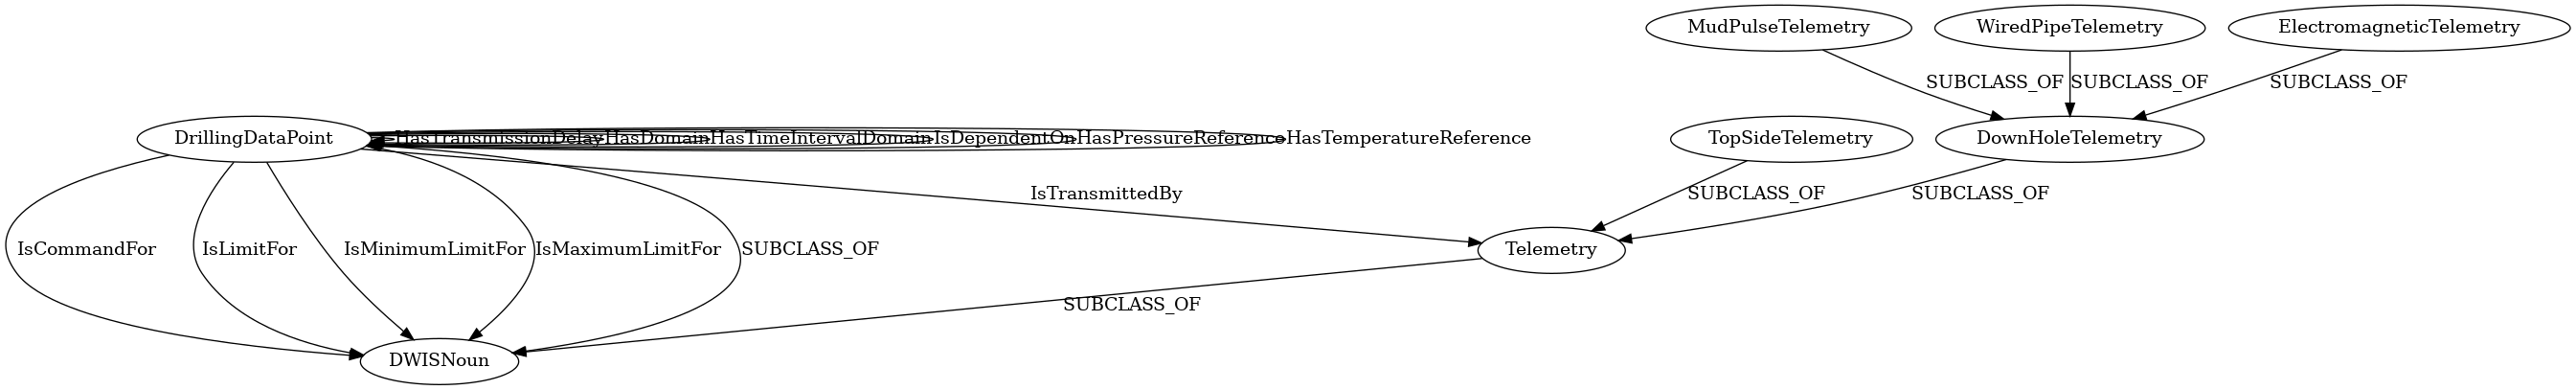 MudPulseTelemetry
WiredPipeTelemetry
ElectromagneticTelemetry
SUBCLASS_OF
SUBCLASS_OF
SUBCLASS_OF
DrillingDataPoint
HasTransmissionDelay
HasDomain
HasTimeIntervalDomain
IsDependentOn
HasPressureReference
HasTemperatureReference
TopSideTelemetry
DownHoleTelemetry
IsTransmittedBy
SUBCLASS_OF
SUBCLASS_OF
IsCommandFor
IsLimitFor
IsMinimumLimitFor
IsMaximumLimitFor
SUBCLASS_OF
Telemetry
SUBCLASS_OF
DWISNoun